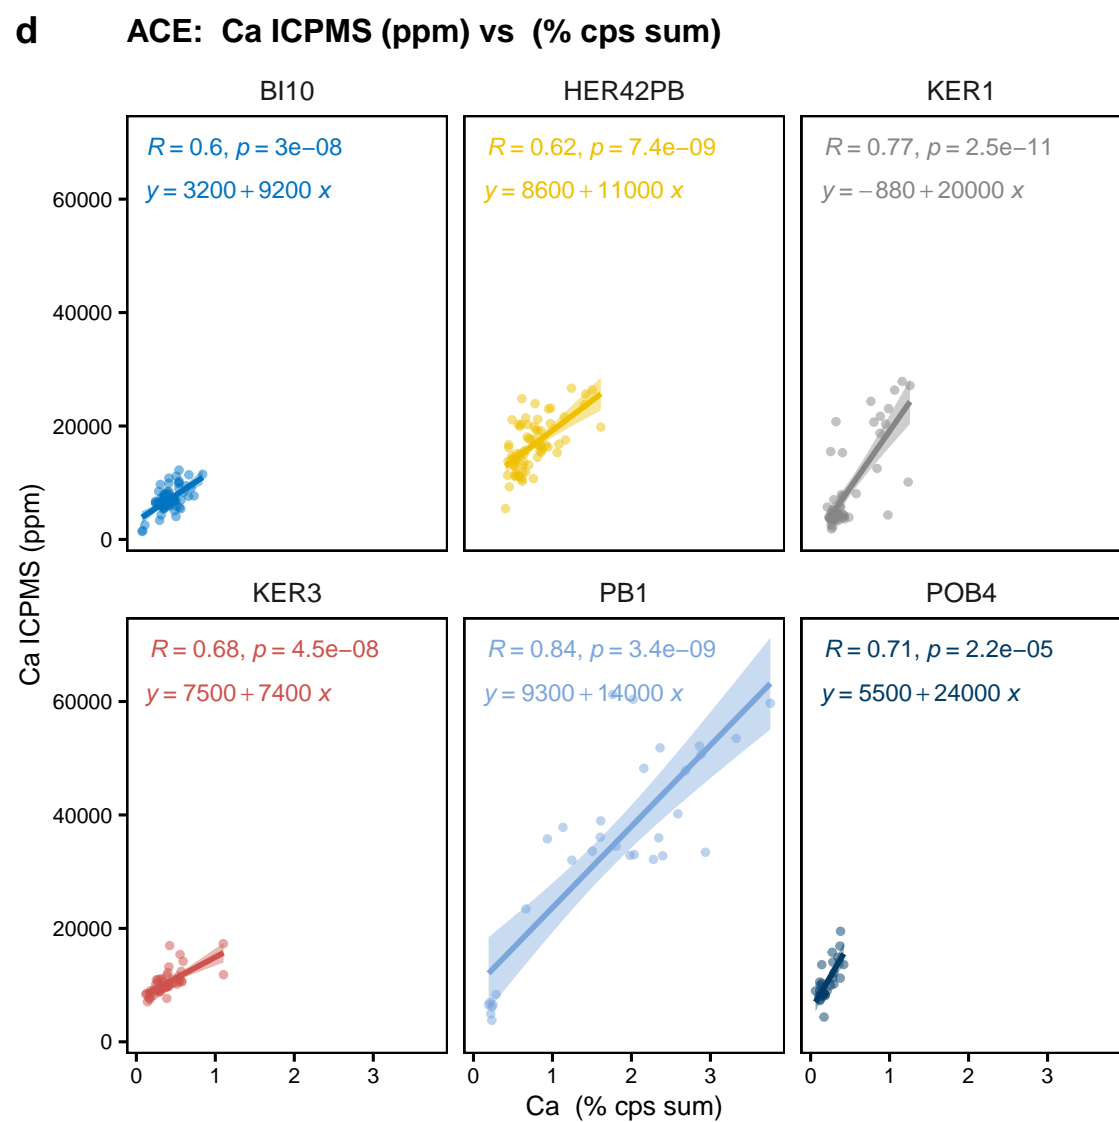 d ACE: Ca ICPMS (ppm) vs (% cps sum)
BI10 HER42PB KER1
R = 0.6, p = 3e−08 R = 0.62, p = 7.4e−09 R = 0.77, p = 2.5e−11
y = 3200 + 9200 x y = 8600 + 11000 x y = −880 + 20000 x
60000
40000
20000
0
Ca ICPMS (ppm)
KER3 PB1 POB4
R = 0.68, p = 4.5e−08 R = 0.84, p = 3.4e−09 R = 0.71, p = 2.2e−05
y = 7500 + 7400 x y = 9300 + 14000 x y = 5500 + 24000 x
60000
40000
20000
0
0 1 2 3 0 1 2 3 0 1 2 3
Ca (% cps sum)